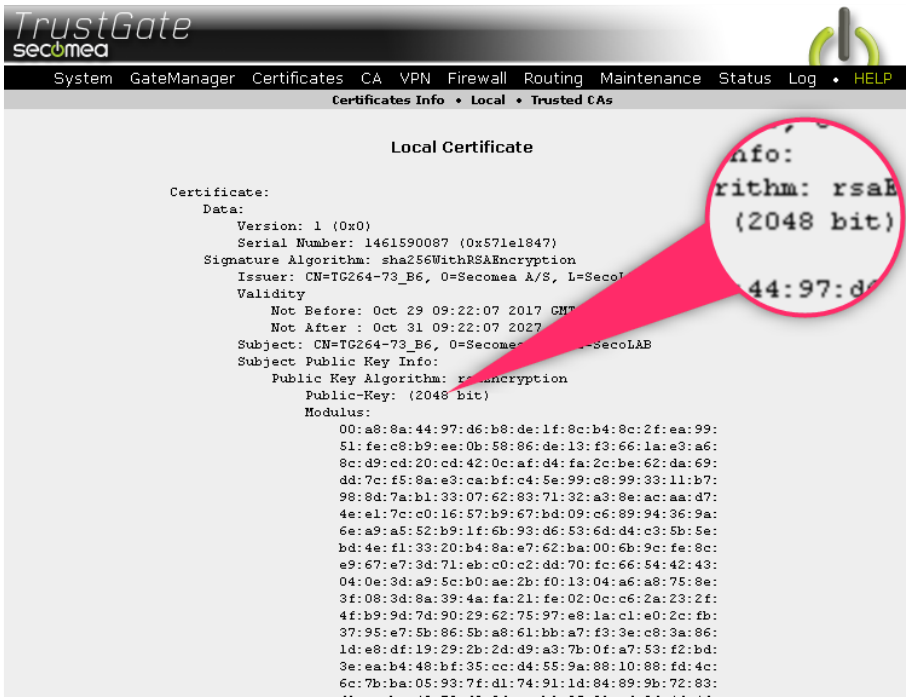 TrustGate
secomea
System GateManager Certificates CA VPN Firewall Routing Maintenance Status Log • HELP
Certificates Info • Local • Trusted CAs
Local Certificate
Certificate:
Data:
Version: 1 (0x0)
Serial Number: 1461590087 (0x571e1847)
Signature Algorithm: sha256WithRSAEncryption
Issuer: CN=TG264-73_B6, O=Secomea A/S,
Validity
Not Before: Oct 29 09:22:07 2017 GMT
Not After : Oct 31 09:22:07 2027
Subject: CN=TG264-73_B6, O=Secomea
Subject Public Key Info:
Public Key Algorithm: rsaEncryption
Public-Key: (2048 bit)
Modulus:
00:a8:8a:44:97:d6:b8:de:1f:8c:b4:8c:2f:ea:99:
51:fe:c8:b9:ee:0b:58:86:de:13:f3:66:1a:e3:a6:
8c:d9:cd:20:cd:42:0c:af:d4:fa:2c:be:62:da:69:
dd:7c:f5:8a:e3:ca:bf:c4:5e:99:c8:99:33:11:b7:
98:8d:7a:b1:33:07:62:83:71:32:a3:8e:ac:aa:d7:
4e:e1:7c:c0:16:57:b9:67:bd:09:c6:89:94:36:9a:
6e:a9:a5:52:b9:1f:6b:93:d6:53:6d:d4:c3:5b:5e:
bd:4e:f1:33:20:b4:8a:e7:62:ba:00:6b:9c:fe:8c:
e9:67:e7:3d:71:eb:c0:c2:dd:70:fc:66:54:42:43:
04:0e:3d:a9:5c:b0:ae:2b:f0:13:04:a6:a8:75:8e:
3f:08:3d:8a:39:4a:fa:21:fe:02:0c:c6:2a:23:2f:
4f:b9:9d:7d:90:29:62:75:97:e8:1a:c1:e0:2c:fb:
37:95:e7:5b:86:5b:a8:61:bb:a7:f3:3e:c8:3a:86:
1d:e8:df:19:29:2b:2d:d9:a3:7b:0f:a7:53:f2:bd:
3e:ea:b4:48:bf:35:cc:d4:55:9a:88:10:88:fd:4c:
6c:7b:ba:05:93:7f:d1:74:91:1d:84:89:9b:72:83:
nfo:
rithm: rsaE
(2048 bit)
44:97:d6